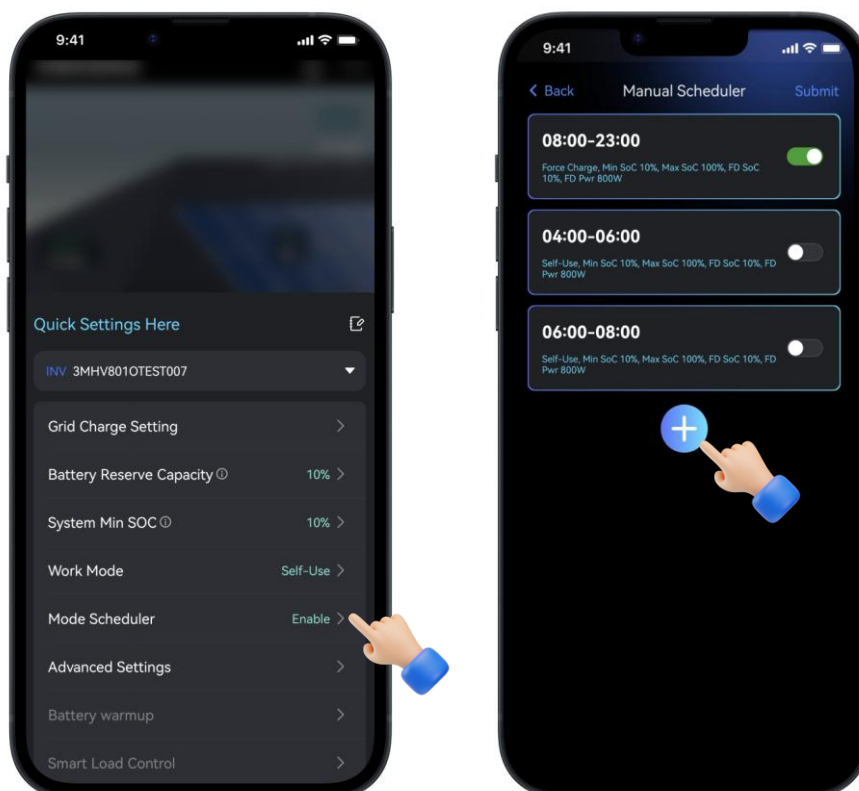 9:41
Quick Settings Here
INV 3MHV801OTEST007
Grid Charge Setting
Battery Reserve Capacity 10%
System Min SOC 10%
Work Mode Self-Use
Mode Scheduler Enable
Advanced Settings
Battery warmup
Smart Load Control
9:41
Back Manual Scheduler Submit
08:00-23:00
Force Charge, Min SoC 10%, Max SoC 100%, FD SoC
10%, FD Pwr 800W
04:00-06:00
Self-Use, Min SoC 10%, Max SoC 100%, FD SoC 10%, FD
Pwr 800W
06:00-08:00
Self-Use, Min SoC 10%, Max SoC 100%, FD SoC 10%, FD
Pwr 800W